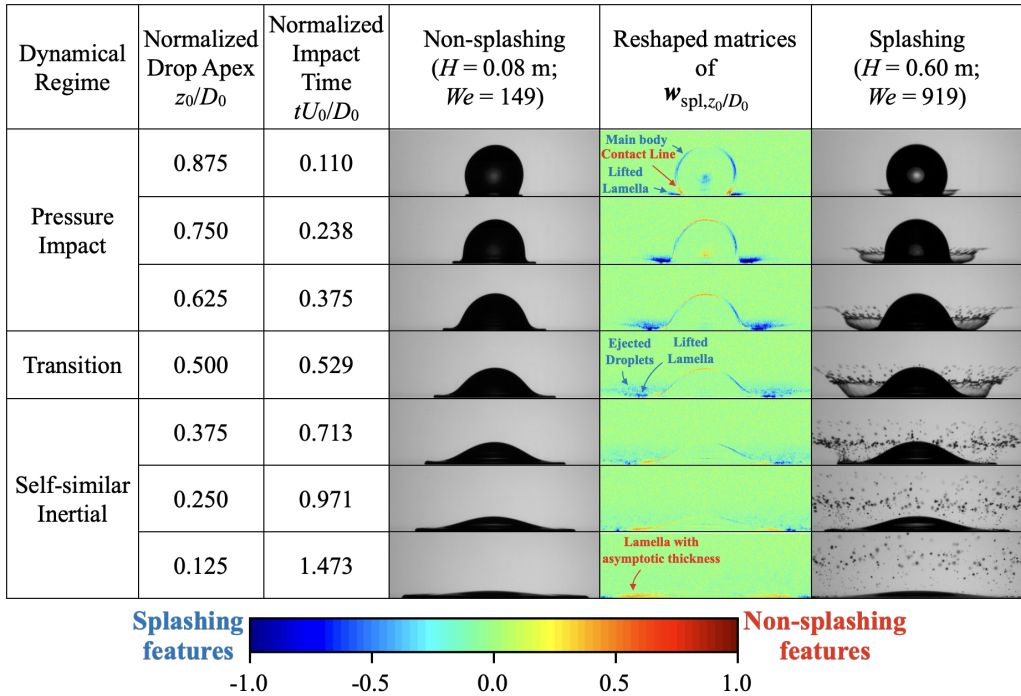 Dynamical
Regime
Normalized
Drop Apex
z₀/D₀
Normalized
Impact
Time
tU₀/D₀
Non-splashing
(H = 0.08 m;
We = 149)
Reshaped matrices
of
w_spl,z₀/D₀
Splashing
(H = 0.60 m;
We = 919)
Pressure
Impact
0.875
0.110
Main body
Contact Line
Lifted
Lamella
0.750
0.238
0.625
0.375
Transition
0.500
0.529
Ejected
Droplets
Lifted
Lamella
Self-similar
Inertial
0.375
0.713
0.250
0.971
0.125
1.473
Lamella with
asymptotic thickness
Splashing
features
Non-splashing
features
-1.0
-0.5
0.0
0.5
1.0